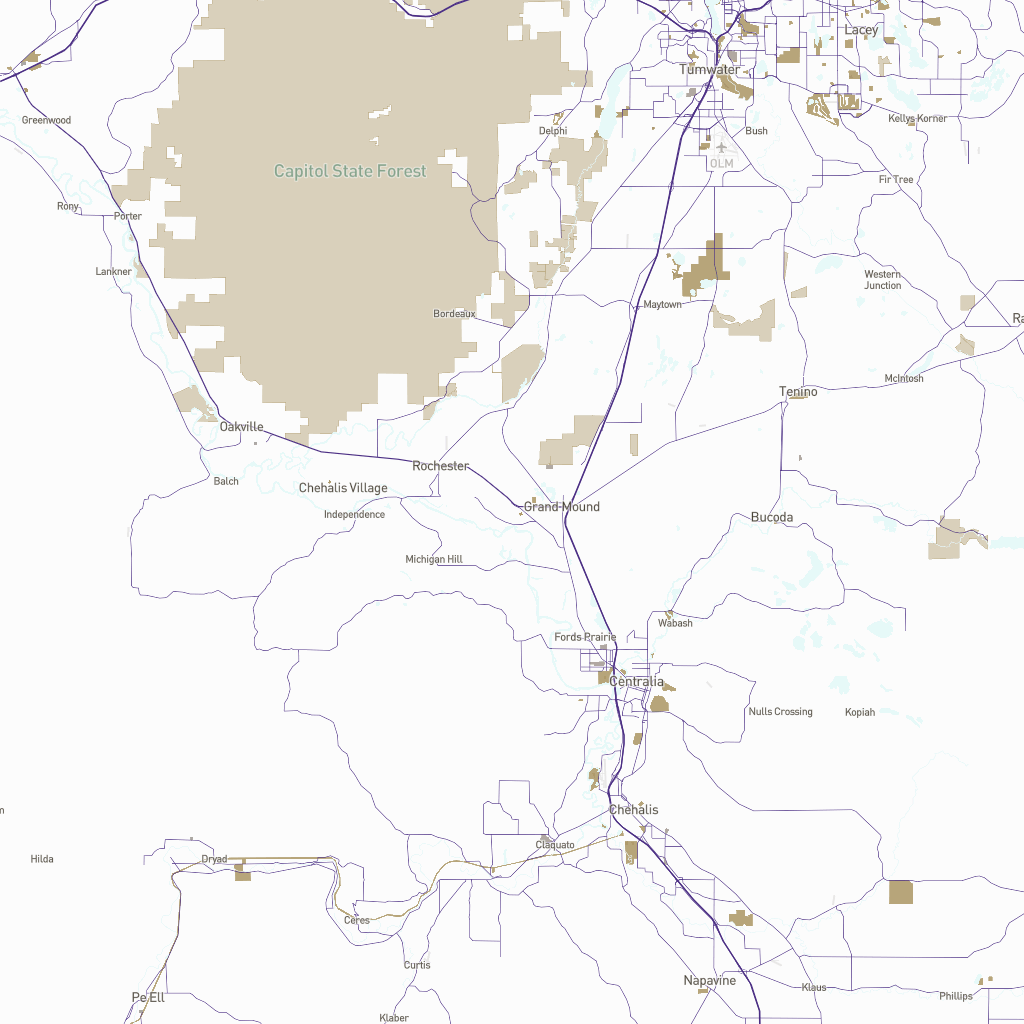 Lacey
Tumwater
Greenwood
Kellys Korner
Delphi
Bush
OLM
Capitol State Forest
Fir Tree
Rony
Porter
Lankner
Western
Junction
Maytown
Bordeaux
McIntosh
Tenino
Oakville
Rochester
Balch
Chehalis Village
Grand Mound
Independence
Bucoda
Michigan Hill
Wabash
Fords Prairie
Centralia
Nulls Crossing
Kopiah
Chehalis
Claquato
Hilda
Dryad
Ceres
Curtis
Napavine
Klaus
Pe Ell
Phillips
Klaber